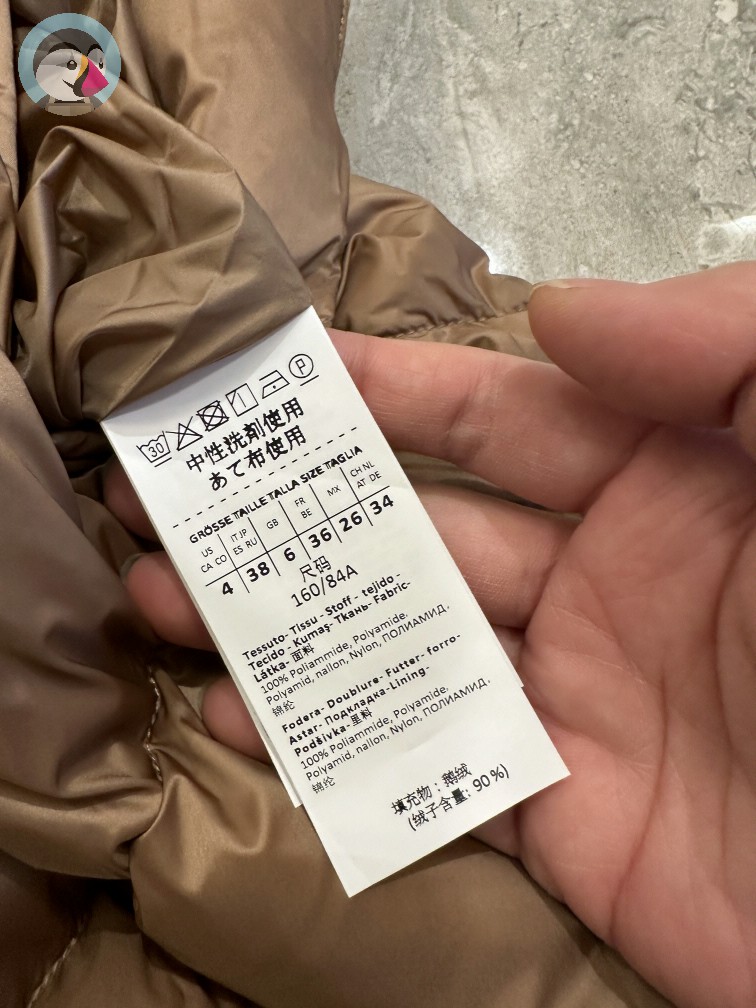 30
P
中性洗剤使用
あて布使用
GRÖSSE TAILLE TALLA SIZE TAGLIA
US CA CO
IT JP ES RU
GB
FR BE
MX
CH NL AT DE
4 38 6 36 26 34
尺码
160/84A
Tessuto- Tissu - Stoff - tejido -
Tecido - Kumaş- Ткань- Fabric-
Látka- 面料
100% Poliammide, Polyamide.
Polyamid, nailon, Nylon, ПОЛИАМИД.
锦纶
Fodera- Doublure- Futter- forro-
Astar- Подкладка-Lining-
Podšivka- 里料
100% Poliammide, Polyamide.
Polyamid, nailon, Nylon, ПОЛИАМИД.
锦纶
填充物：鹅绒
(绒子含量: 90%)